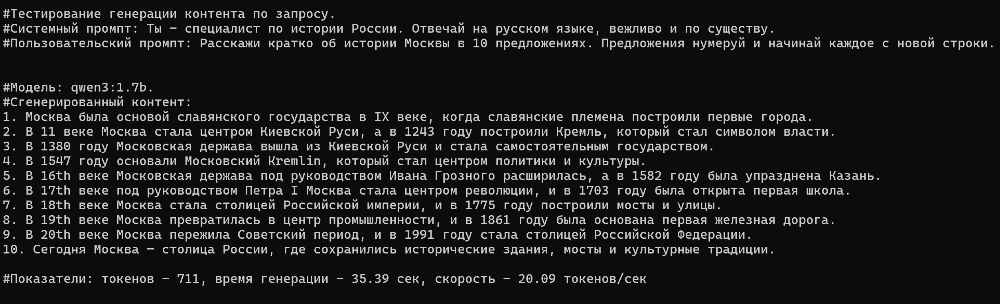 #Тестирование генерации контента по запросу.
#Системный промпт: Ты – специалист по истории России. Отвечай на русском языке, вежливо и по существу.
#Пользовательский промпт: Расскажи кратко об истории Москвы в 10 предложениях. Предложения нумеруй и начинай каждое с новой строки.
#Модель: qwen3:1.7b.
#Сгенерированный контент:
1. Москва была основой славянского государства в IX веке, когда славянские племена построили первые города.
2. В 11 веке Москва стала центром Киевской Руси, а в 1243 году построили Кремль, который стал символом власти.
3. В 1380 году Московская держава вышла из Киевской Руси и стала самостоятельным государством.
4. В 1547 году основали Московский Kremlin, который стал центром политики и культуры.
5. В 16th веке Московская держава под руководством Ивана Грозного расширилась, а в 1582 году была упразднена Казань.
6. В 17th веке под руководством Петра I Москва стала центром революции, и в 1703 году была открыта первая школа.
7. В 18th веке Москва стала столицей Российской империи, и в 1775 году построили мосты и улицы.
8. В 19th веке Москва превратилась в центр промышленности, и в 1861 году была основана первая железная дорога.
9. В 20th веке Москва пережила Советский период, и в 1991 году стала столицей Российской Федерации.
10. Сегодня Москва — столица России, где сохранились исторические здания, мосты и культурные традиции.
#Показатели: токенов – 711, время генерации – 35.39 сек, скорость – 20.09 токенов/сек